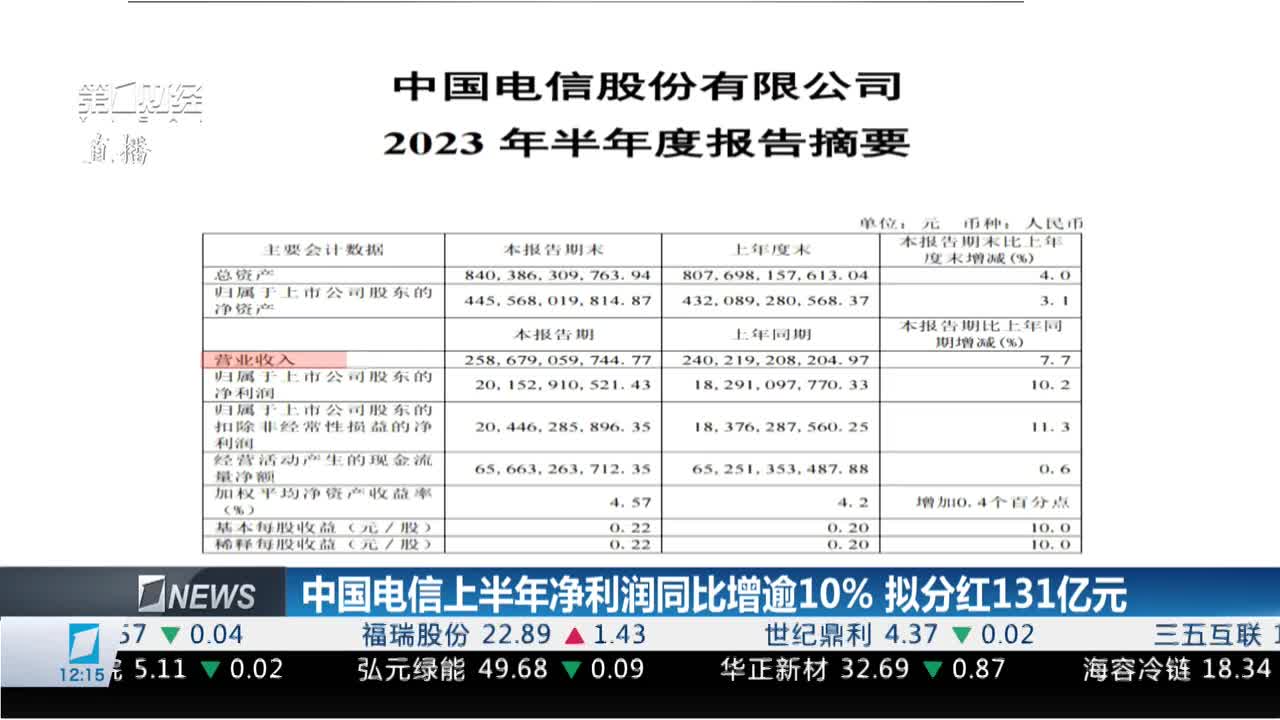 第1财经
YICAI
直播
中国电信股份有限公司
2023 年半年度报告摘要
单位:元 币种:人民币
主要会计数据 本报告期末 上年度末 本报告期末比上年
度末增减(%)
总资产 840,386,309,763.94 807,698,157,613.04 4.0
归属于上市公司股东的
净资产 445,568,019,814.87 432,089,280,568.37 3.1
本报告期 上年同期 本报告期比上年同
期增减(%)
营业收入 258,679,059,744.77 240,219,208,204.97 7.7
归属于上市公司股东的
净利润 20,152,910,521.43 18,291,097,770.33 10.2
归属于上市公司股东的
扣除非经常性损益的净
利润 20,446,285,896.35 18,376,287,560.25 11.3
经营活动产生的现金流
量净额 65,663,263,712.35 65,251,353,487.88 0.6
加权平均净资产收益率
(%) 4.57 4.2 增加0.4个百分点
基本每股收益(元/股) 0.22 0.20 10.0
稀释每股收益(元/股) 0.22 0.20 10.0
NEWS 中国电信上半年净利润同比增逾10% 拟分红131亿元
57 ▼ 0.04 福瑞股份 22.89 ▲ 1.43 世纪鼎利 4.37 ▼ 0.02 三五互联
12:15 5.11 ▼ 0.02 弘元绿能 49.68 ▼ 0.09 华正新材 32.69 ▼ 0.87 海容冷链 18.34